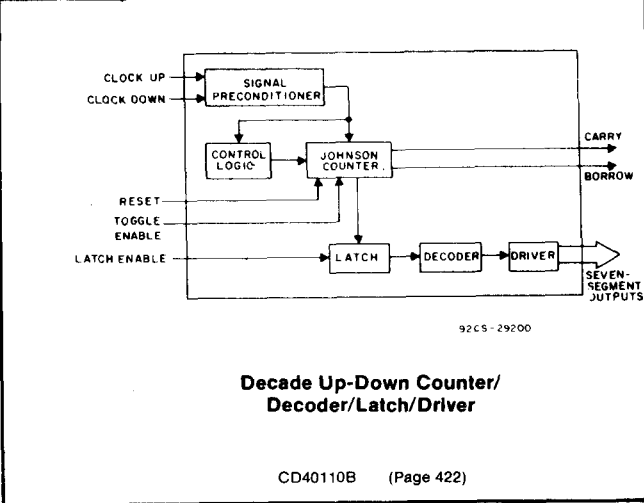 CLOCK UP
CLOCK DOWN
SIGNAL
PRECONDITIONER
CONTROL
LOGIC
JOHNSON
COUNTER
CARRY
BORROW
RESET
TOGGLE
ENABLE
LATCH ENABLE
LATCH
DECODER
DRIVER
SEVEN-
SEGMENT
OUTPUTS
92CS-29200
Decade Up-Down Counter/
Decoder/Latch/Driver
CD40110B (Page 422)